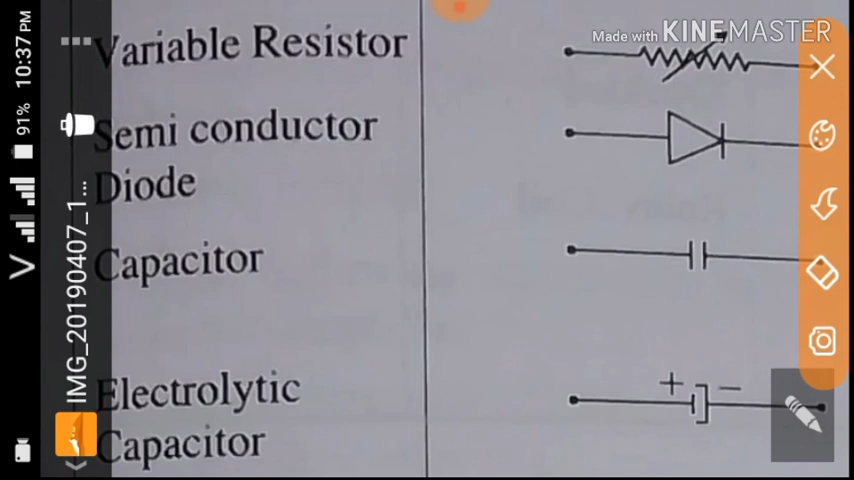 Made with KINEMASTER
Variable Resistor
Semi conductor
Diode
Capacitor
Electrolytic
Capacitor
+ −
10:37 PM
91%
IMG_20190407_1...